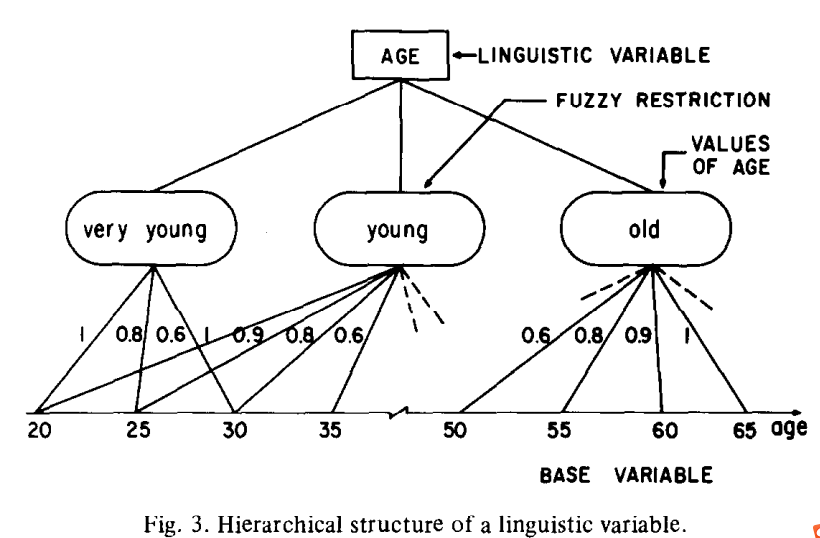 AGE
LINGUISTIC VARIABLE
FUZZY RESTRICTION
VALUES
OF AGE
very young
young
old
1 0.8 0.6 1 0.9 0.8 0.6 0.6 0.8 0.9 1
20 25 30 35 50 55 60 65 age
BASE VARIABLE
Fig. 3. Hierarchical structure of a linguistic variable.